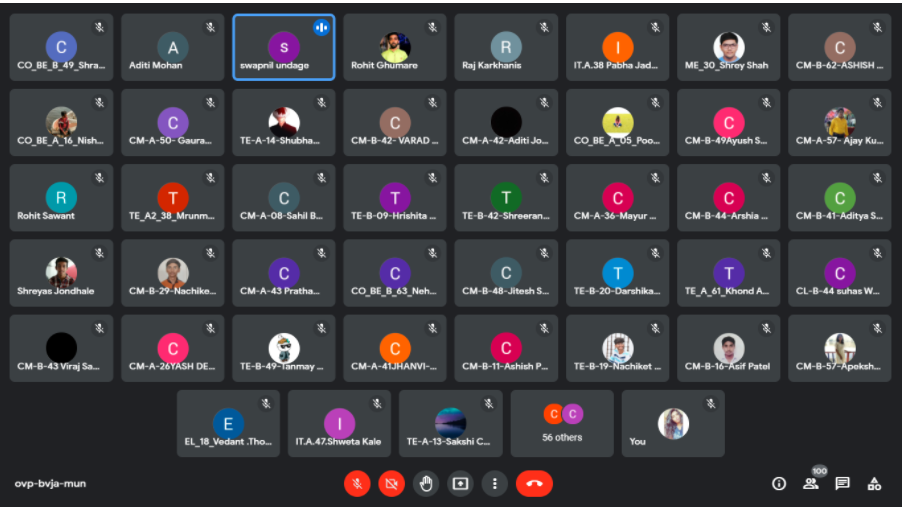 C
CO_BE_B_49_Shra...
A
Aditi Mohan
s
swapnil undage
Rohit Ghumare
R
Raj Karkhanis
I
IT.A.38 Pabha Jad...
ME_30_Shrey Shah
C
CM-B-62-ASHISH ...
CO_BE_A_16_Nish...
C
CM-A-50- Gaura...
TE-A-14-Shubha...
C
CM-B-42- VARAD ...
CM-A-42-Aditi Jo...
CO_BE_A_05_Poo...
C
CM-B-49Ayush S...
CM-A-57- Ajay Ku...
R
Rohit Sawant
T
TE_A2_38_Mrunm...
C
CM-A-08-Sahil B...
T
TE-B-09-Hrishita ...
T
TE-B-42-Shreeran...
C
CM-A-36-Mayur ...
C
CM-B-44-Arshia ...
C
CM-B-41-Aditya S...
Shreyas Jondhale
CM-B-29-Nachike...
C
CM-A-43 Pratha...
C
CO_BE_B_63_Neh...
C
CM-B-48-Jitesh S...
T
TE-B-20-Darshika...
T
TE_A_61_Khond A...
C
CL-B-44 suhas W...
CM-B-43 Viraj Sa...
C
CM-A-26YASH DE...
TE-B-49-Tanmay ...
C
CM-A-41JHANVI-...
C
CM-B-11-Ashish P...
TE-B-19-Nachiket ...
CM-B-16-Asif Patel
CM-B-57-Apeksh...
E
EL_18_Vedant .Tho...
I
IT.A.47.Shweta Kale
TE-A-13-Sakshi C...
C C
56 others
You
ovp-bvja-mun
100